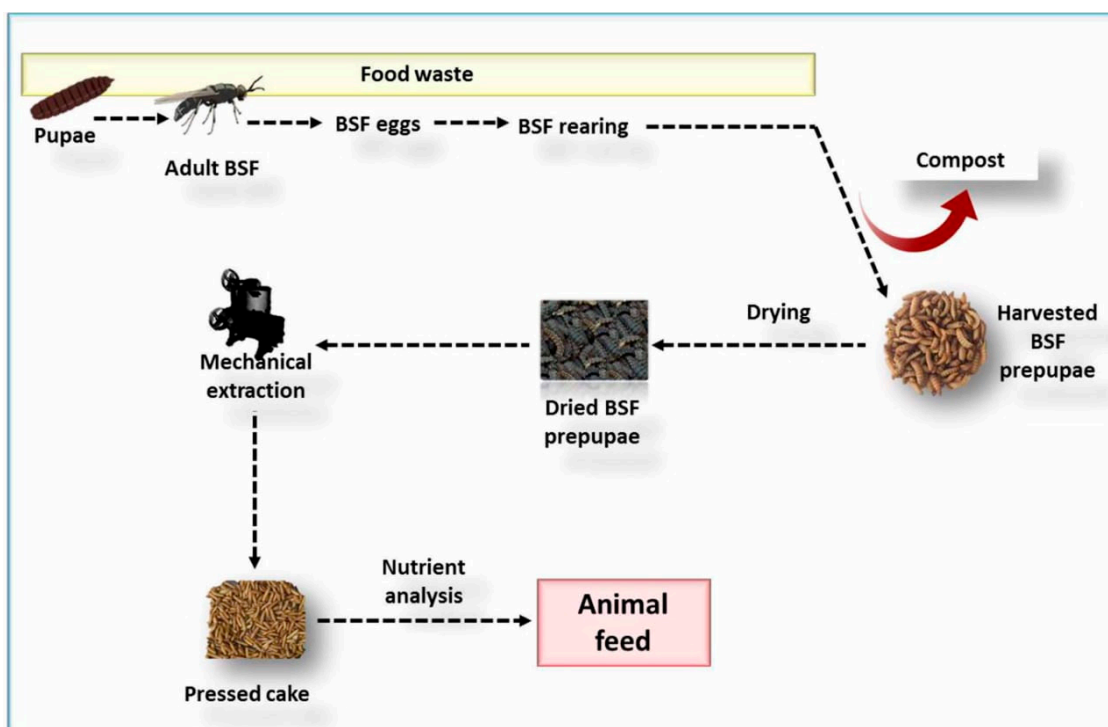 Food waste
Pupae
Adult BSF
BSF eggs
BSF rearing
Compost
Harvested
BSF
prepupae
Drying
Dried BSF
prepupae
Mechanical
extraction
Pressed cake
Nutrient
analysis
Animal
feed